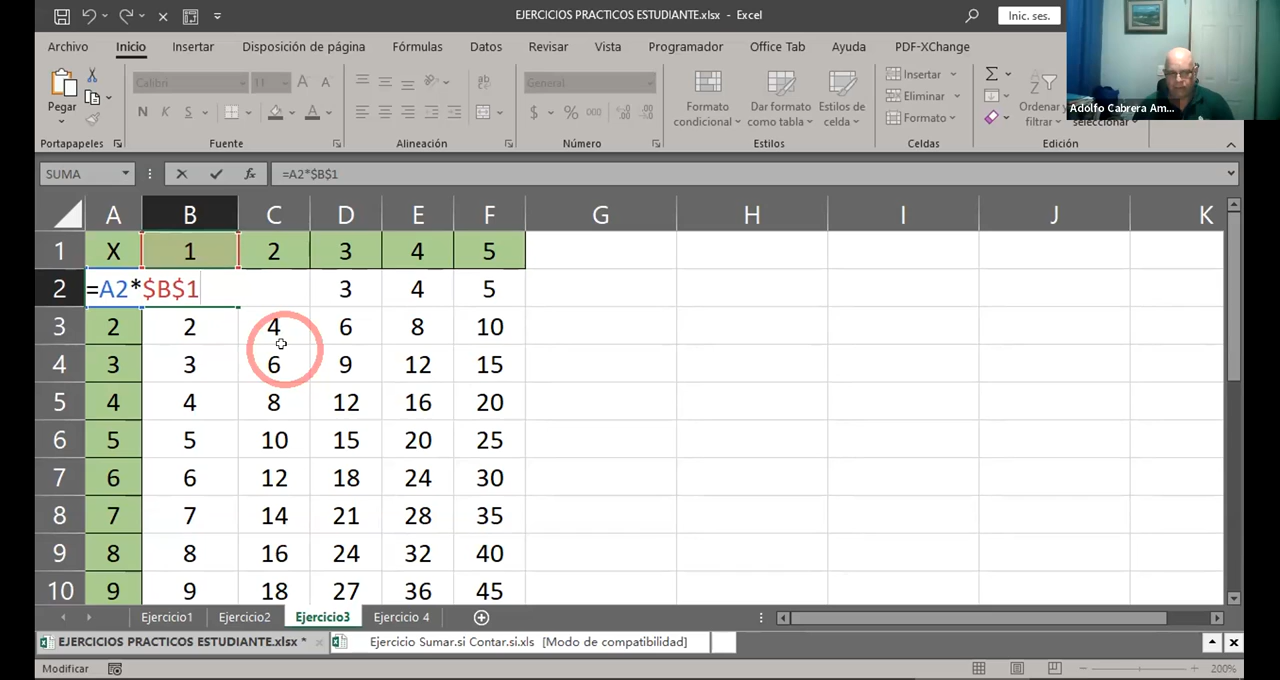 EJERCICIOS PRACTICOS ESTUDIANTE.xlsx - Excel
Inic. ses.
Archivo Inicio Insertar Disposición de página Fórmulas Datos Revisar Vista Programador Office Tab Ayuda PDF-XChange
Adolfo Cabrera Am...
Pegar
Calibri 11
N K S
ab
General
$ % 000
Formato condicional
Dar formato como tabla
Estilos de celda
Insertar
Eliminar
Formato
Ordenar filtrar
seleccionar
Portapapeles Fuente Alineación Número Estilos Celdas Edición
SUMA fx =A2*$B$1
A B C D E F G H I J K
1 X 1 2 3 4 5
2 =A2*$B$1 3 4 5
3 2 2 4 6 8 10
4 3 3 6 9 12 15
5 4 4 8 12 16 20
6 5 5 10 15 20 25
7 6 6 12 18 24 30
8 7 7 14 21 28 35
9 8 8 16 24 32 40
10 9 9 18 27 36 45
Ejercicio1 Ejercicio2 Ejercicio3 Ejercicio 4
EJERCICIOS PRACTICOS ESTUDIANTE.xlsx * Ejercicio Sumar.si Contar.si.xls [Modo de compatibilidad]
Modificar 200%